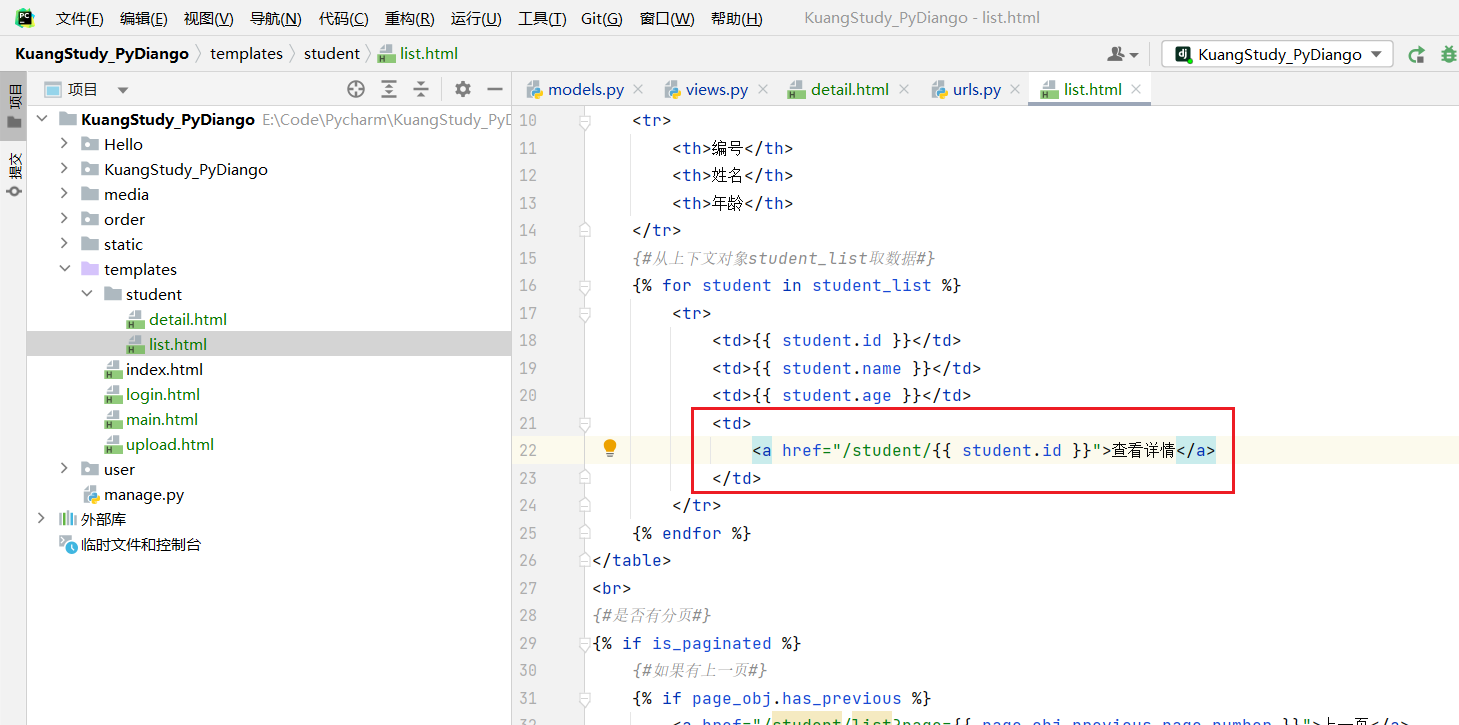 文件(F) 编辑(E) 视图(V) 导航(N) 代码(C) 重构(R) 运行(U) 工具(T) Git(G) 窗口(W) 帮助(H) KuangStudy_PyDiango - list.html
KuangStudy_PyDiango templates student list.html KuangStudy_PyDiango
项目
提交
项目
models.py views.py detail.html urls.py list.html
KuangStudy_PyDiango E:\Code\Pycharm\KuangStudy_PyD
Hello
KuangStudy_PyDiango
media
order
static
templates
student
detail.html
list.html
index.html
login.html
main.html
upload.html
user
manage.py
外部库
临时文件和控制台
10 <tr>
11 <th>编号</th>
12 <th>姓名</th>
13 <th>年龄</th>
14 </tr>
15 {#从上下文对象student_list取数据#}
16 {% for student in student_list %}
17 <tr>
18 <td>{{ student.id }}</td>
19 <td>{{ student.name }}</td>
20 <td>{{ student.age }}</td>
21 <td>
22 <a href="/student/{{ student.id }}">查看详情</a>
23 </td>
24 </tr>
25 {% endfor %}
26 </table>
27 <br>
28 {#是否有分页#}
29 {% if is_paginated %}
30 {#如果有上一页#}
31 {% if page_obj.has_previous %}
32 <a href="/student/list?page={{ page_obj.previous_page_number }}">上一页</a>